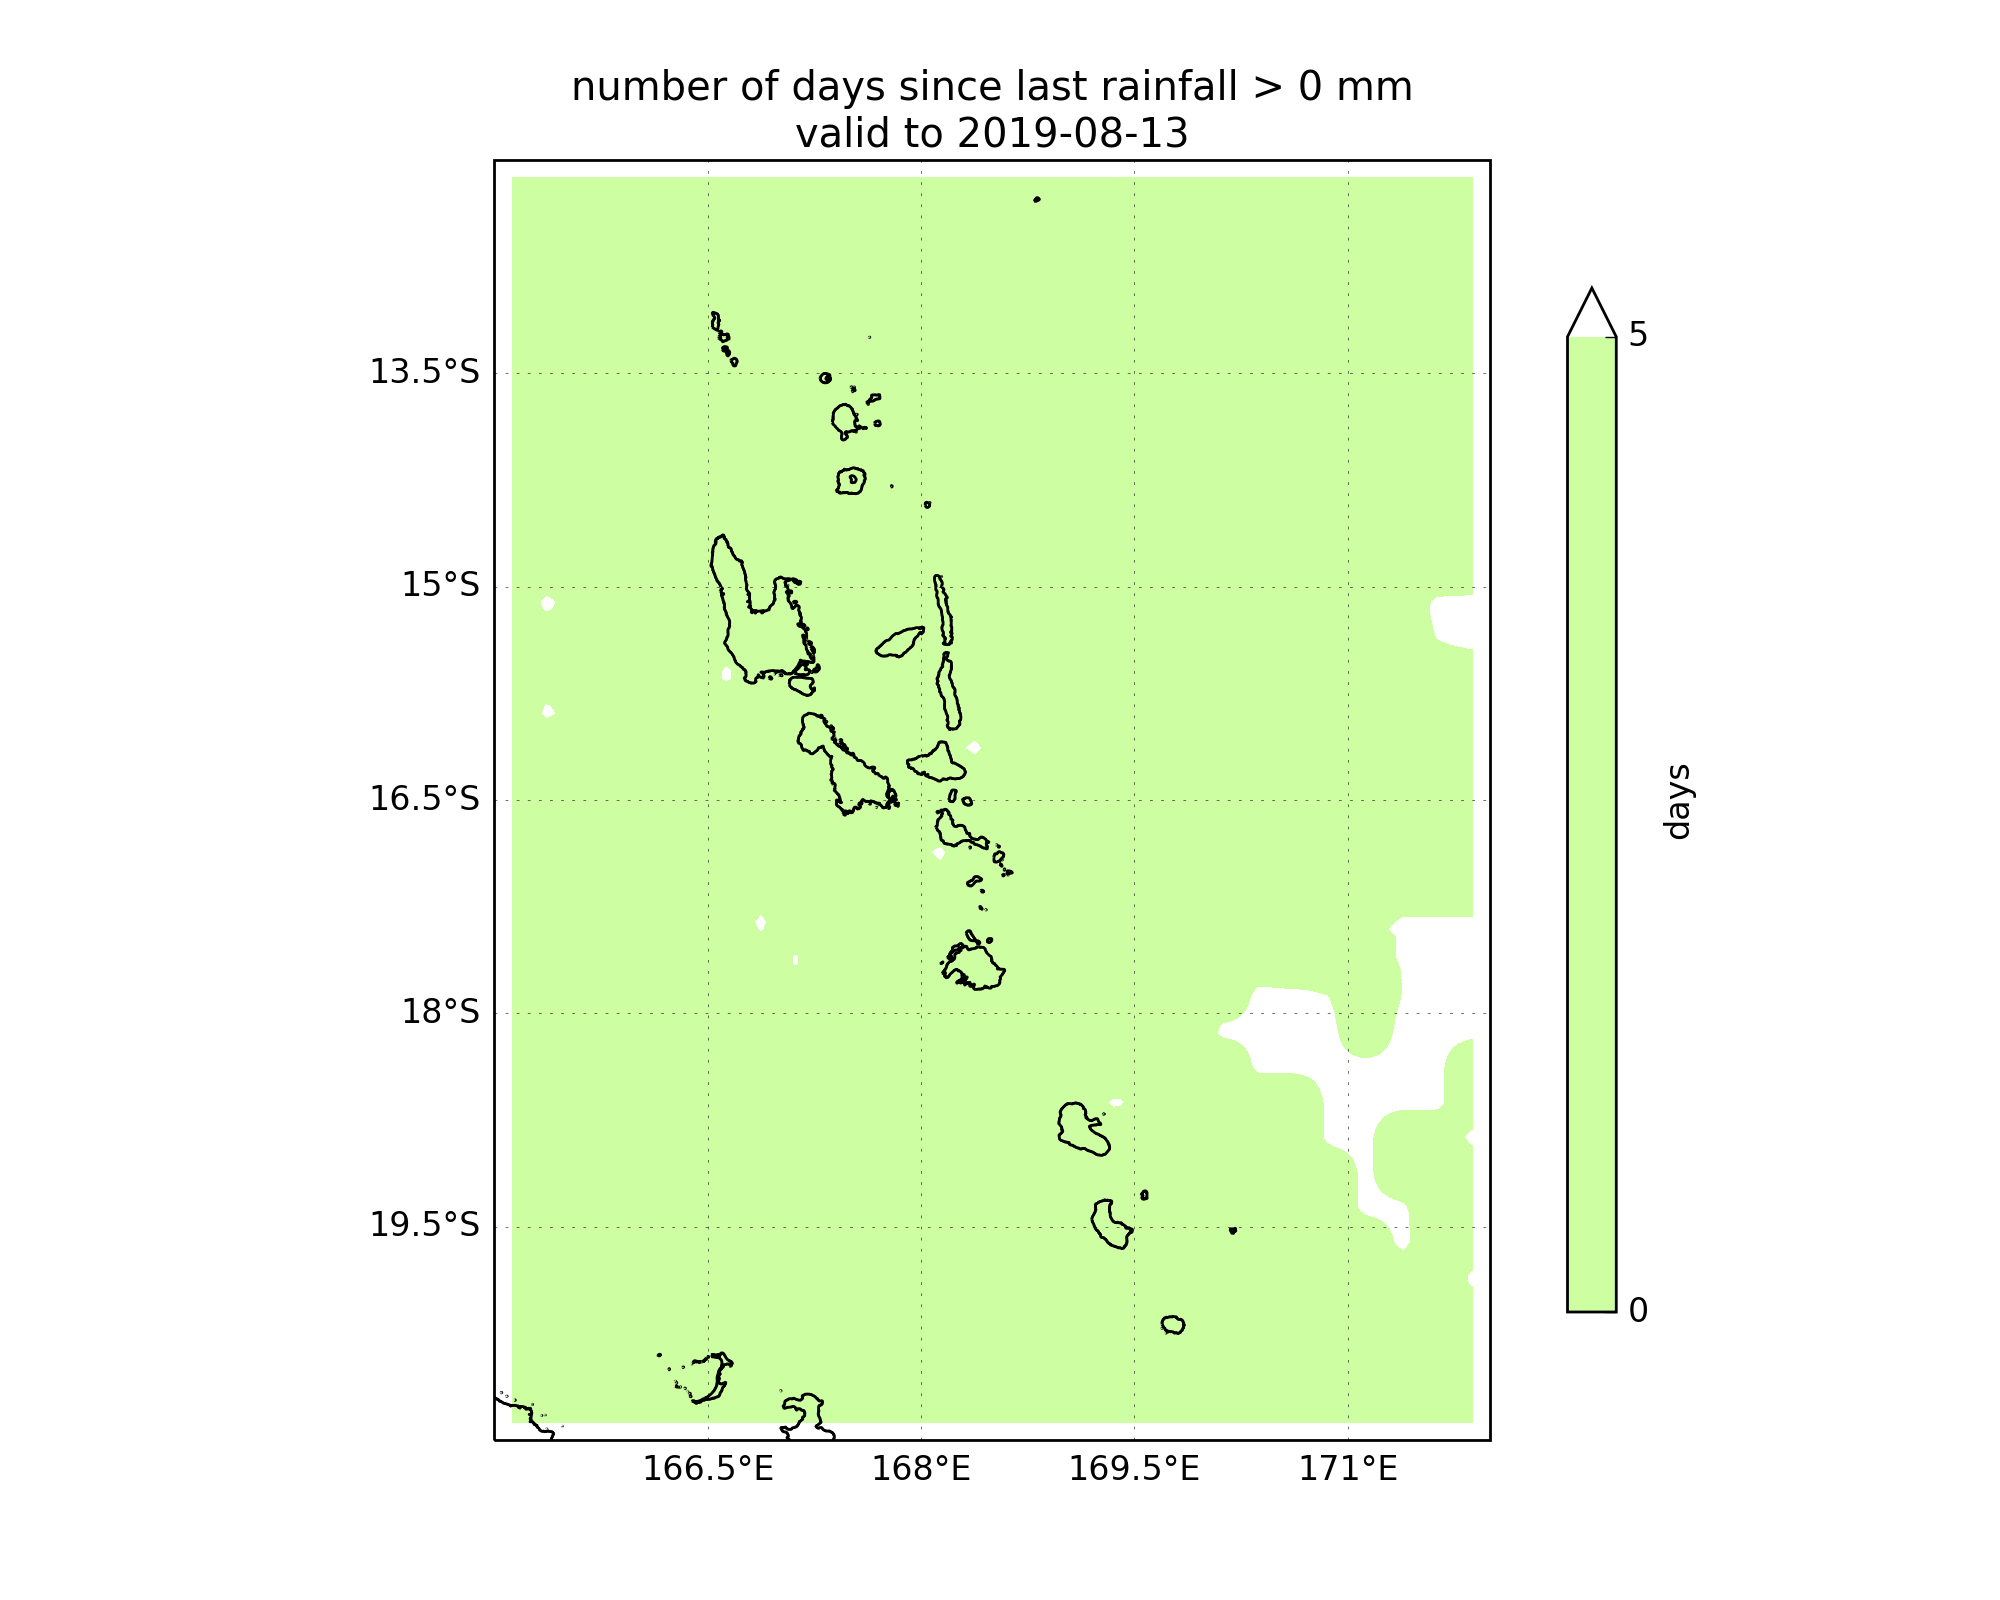 number of days since last rainfall > 0 mm
valid to 2019-08-13
13.5°S
15°S
16.5°S
18°S
19.5°S
166.5°E
168°E
169.5°E
171°E
5
0
days